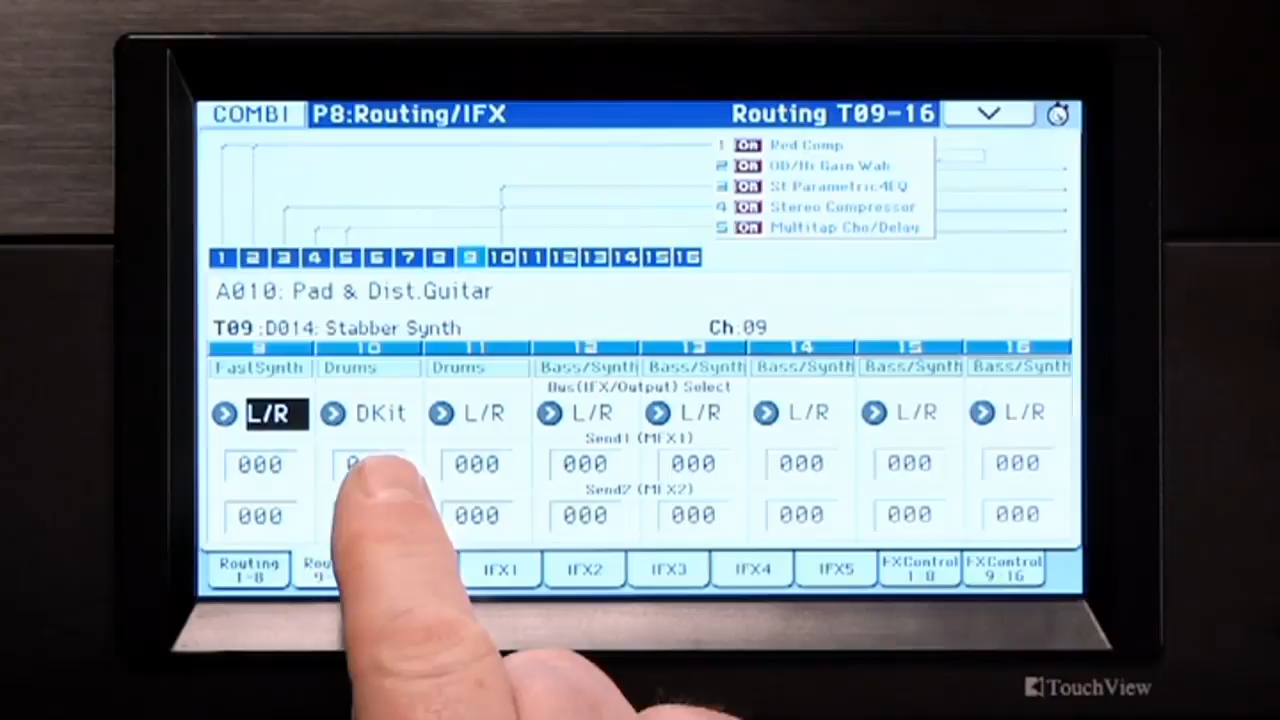 COMBI P8:Routing/IFX Routing T09-16
1 On Red Comp
2 On OD/Hi Gain Wah
3 On St Parametric4EQ
4 On Stereo Compressor
5 On Multitap Cho/Delay
1 2 3 4 5 6 7 8 9 10 11 12 13 14 15 16
A010: Pad & Dist.Guitar
T09 :D014: Stabber Synth Ch:09
9 10 11 12 13 14 15 16
FastSynth Drums Drums Bass/Synth Bass/Synth Bass/Synth Bass/Synth Bass/Synth
Bus(IFX/Output) Select
L/R DKit L/R L/R L/R L/R L/R L/R
Send1 (MFX1)
000 000 000 000 000 000 000
Send2 (MFX2)
000 000 000 000 000 000 000
Routing 1-8 IFX1 IFX2 IFX3 IFX4 IFX5 FXControl 1-8 FXControl 9-16
TouchView